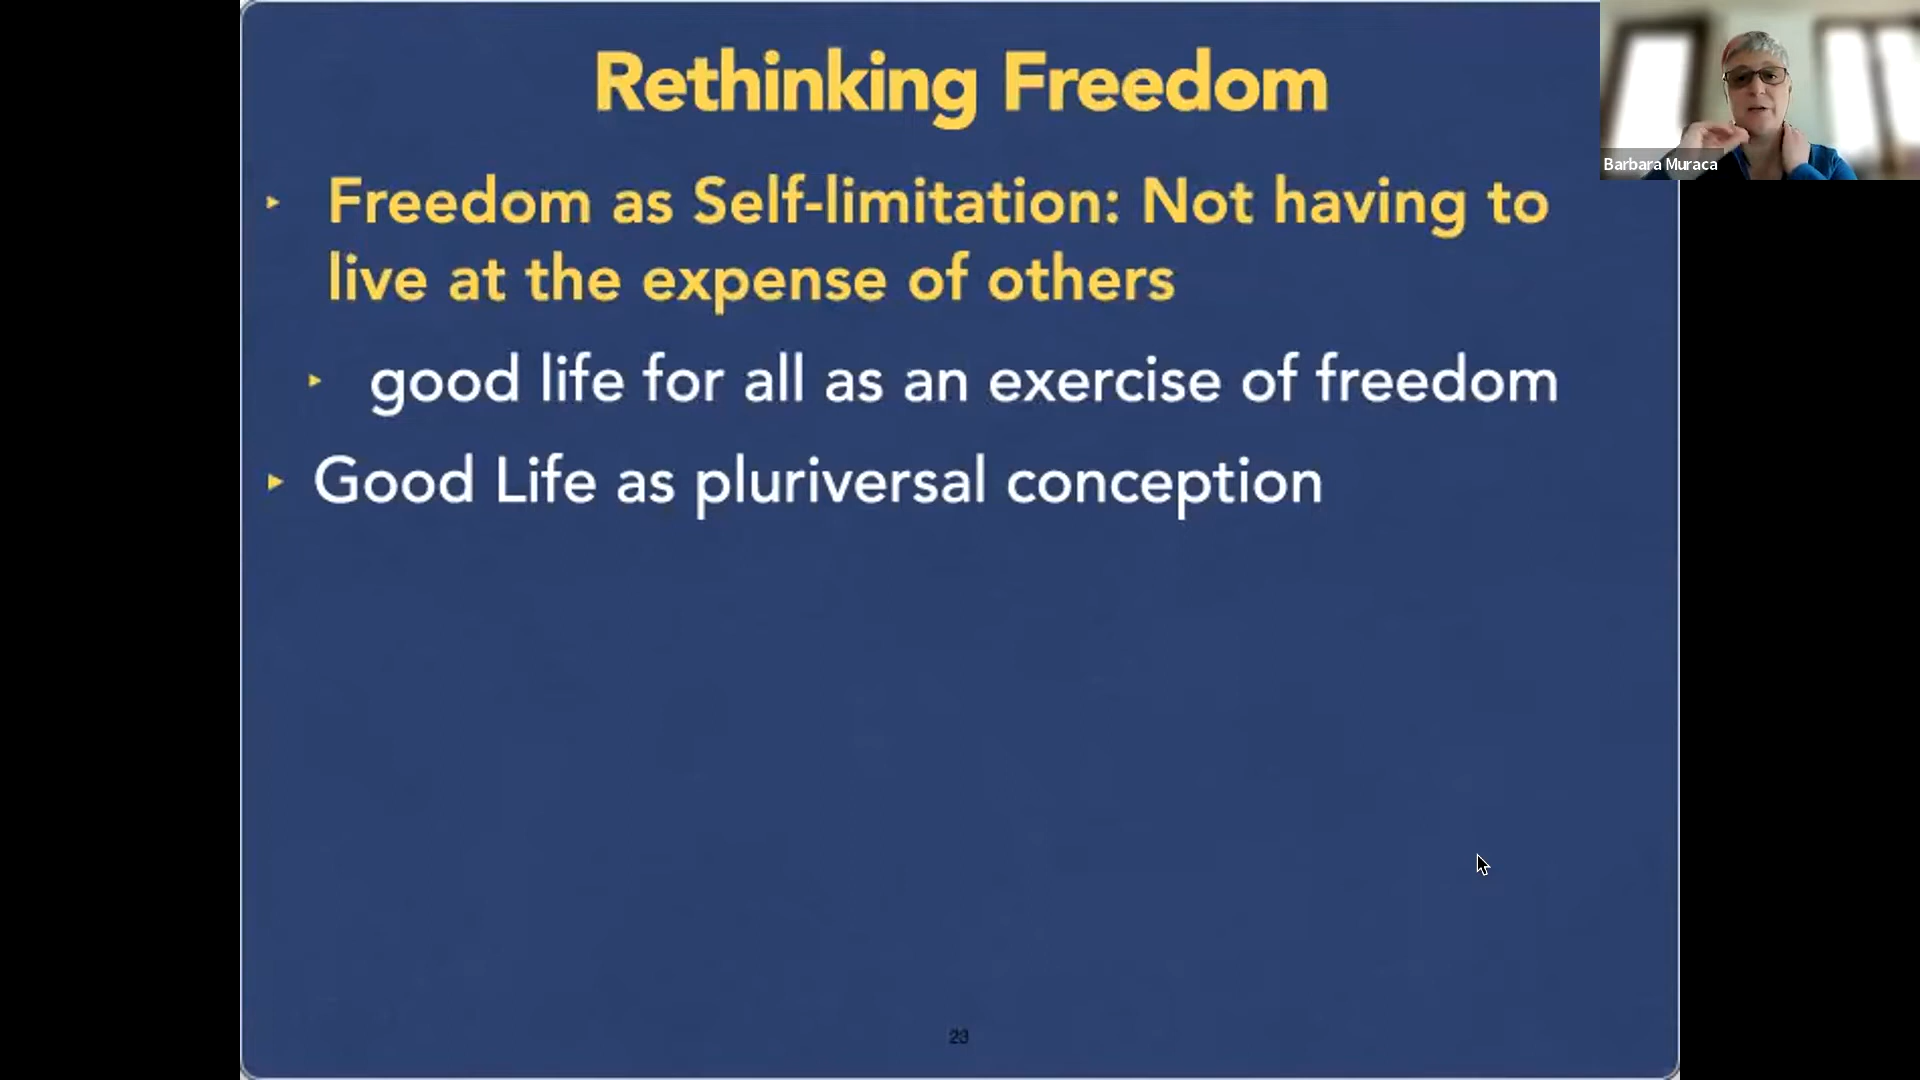 Rethinking Freedom
Freedom as Self-limitation: Not having to
live at the expense of others
good life for all as an exercise of freedom
Good Life as pluriversal conception
23
Barbara Muraca